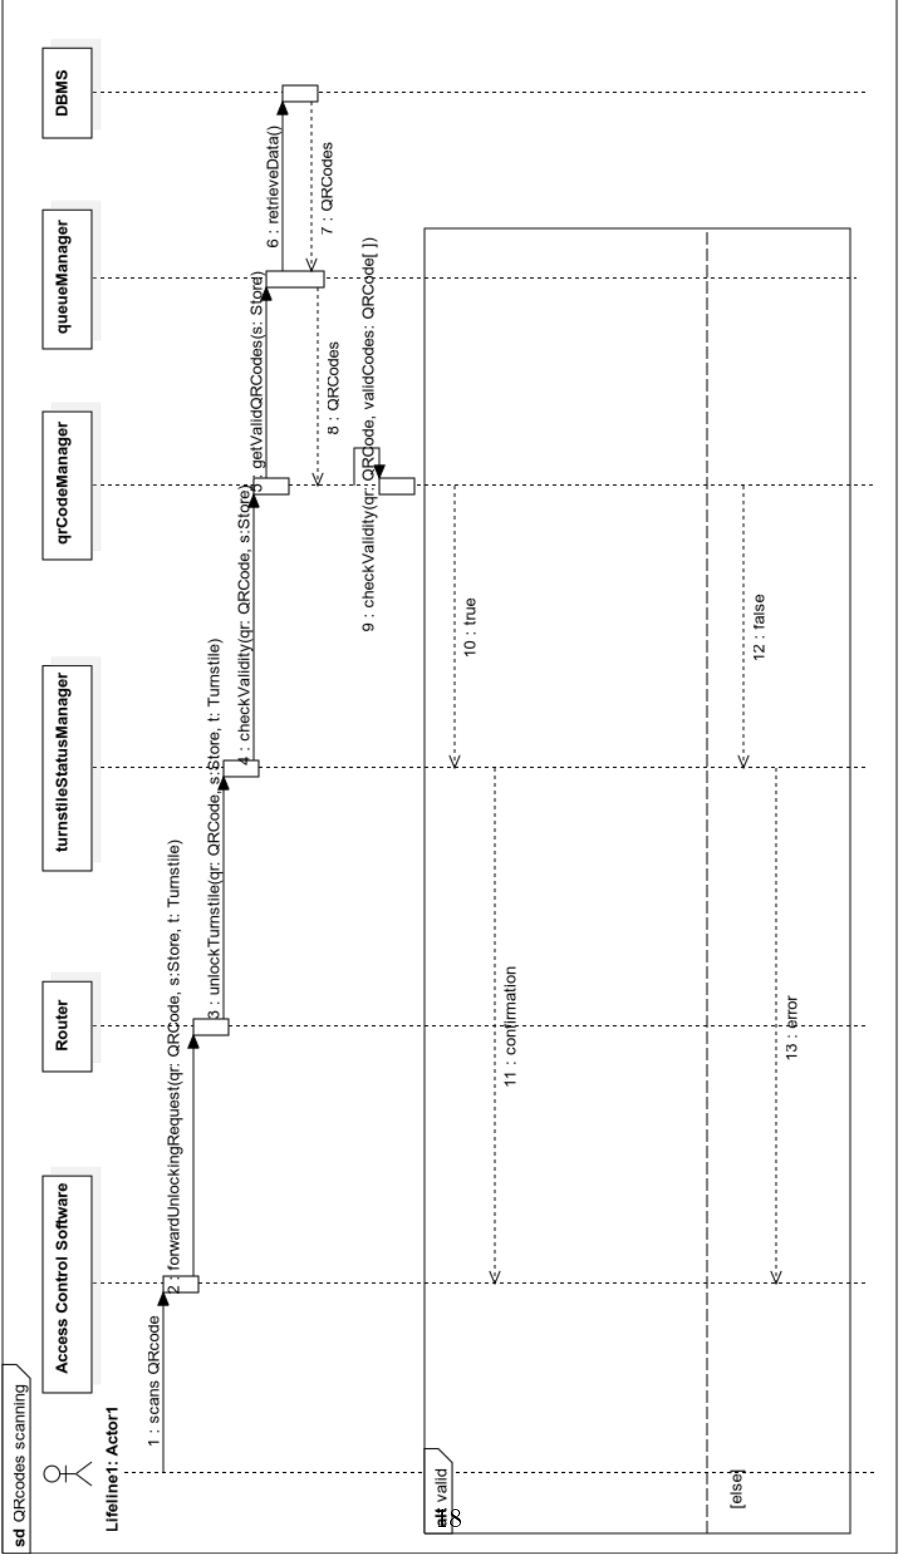 sd QRcodes scanning
Lifeline1: Actor1
Access Control Software
Router
turnstileStatusManager
qrCodeManager
queueManager
DBMS
1 : scans QRcode
2 : forwardUnlockingRequest(qr: QRCode, s:Store, t: Turnstile)
3 : unlockTurnstile(qr: QRCode, s:Store, t: Turnstile)
4 : checkValidity(qr: QRCode, s:Store)
5 : getValidQRCodes(s: Store)
6 : retrieveData()
7 : QRCodes
8 : QRCodes
9 : checkValidity(qr: QRCode, validCodes: QRCode[ ])
alt valid
10 : true
11 : confirmation
[else]
12 : false
13 : error